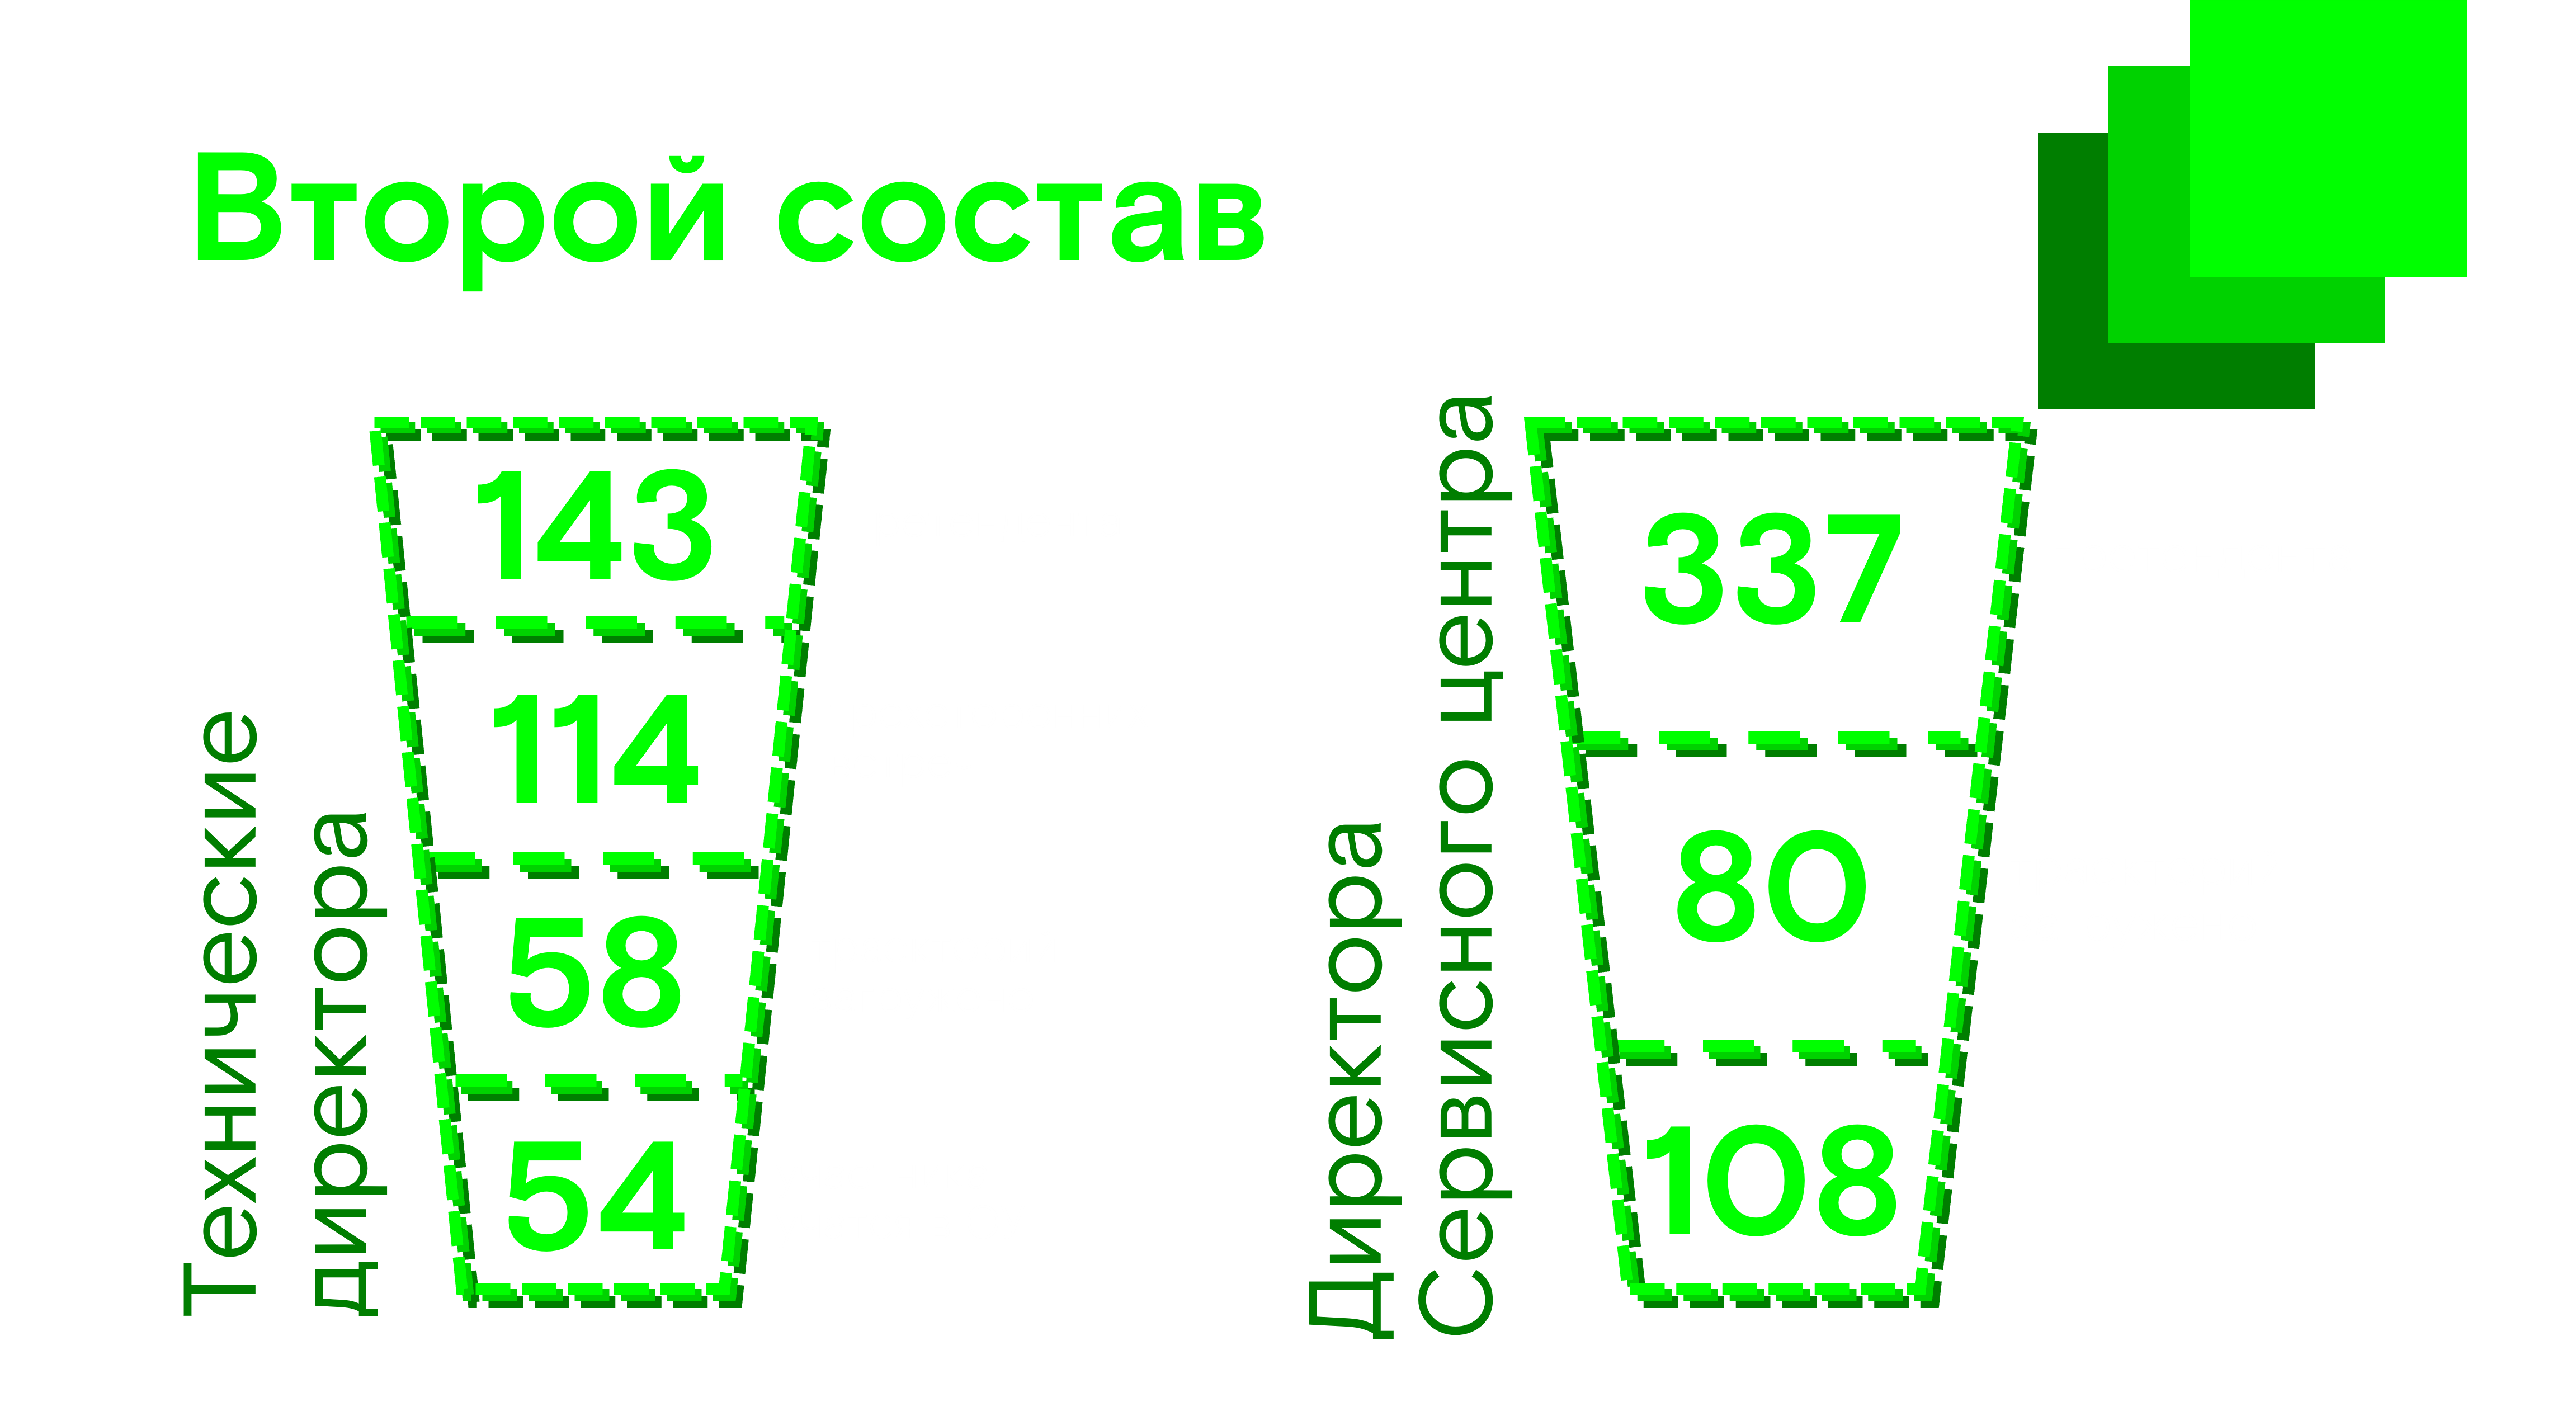 Второй состав
Технические
директора
143
114
58
54
Директора
Сервисного центра
337
80
108